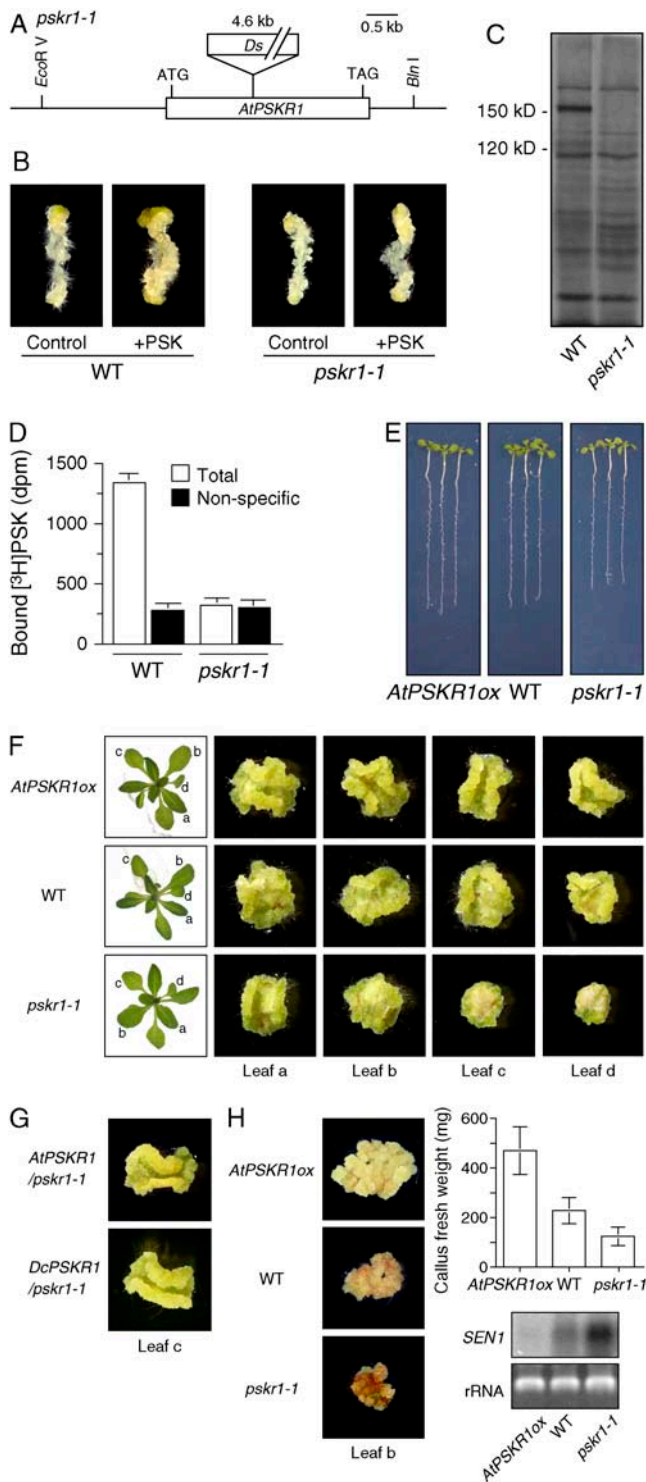 A
pskr1-1
4.6 kb
0.5 kb
Ds
EcoR V
ATG
TAG
Bln I
AtPSKR1
B
Control
+PSK
Control
+PSK
WT
pskr1-1
C
150 kD -
120 kD -
WT
pskr1-1
D
Bound [³H]PSK (dpm)
1500
1000
500
0
Total
Non-specific
WT
pskr1-1
E
AtPSKR1ox WT pskr1-1
F
AtPSKR1ox
c
b
d
a
WT
c
b
d
a
pskr1-1
c
d
b
a
Leaf a
Leaf b
Leaf c
Leaf d
G
AtPSKR1
/pskr1-1
DcPSKR1
/pskr1-1
Leaf c
H
AtPSKR1ox
WT
pskr1-1
Leaf b
Callus fresh weight (mg)
600
400
200
0
AtPSKR1ox WT pskr1-1
SEN1
rRNA
AtPSKR1ox
WT
pskr1-1